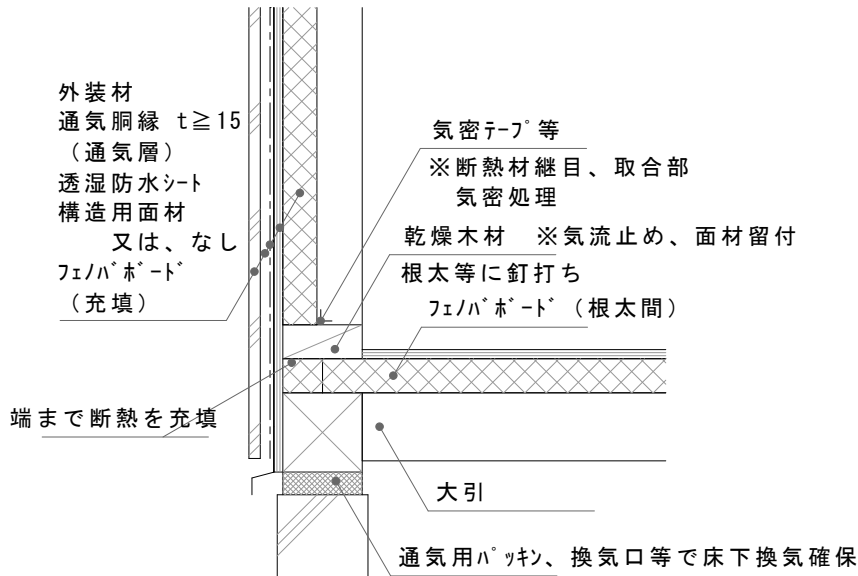 外装材
通気胴縁 t≧15
（通気層）
透湿防水ｼｰﾄ
構造用面材
又は、なし
ﾌｪﾉﾊﾞﾎﾞｰﾄﾞ
（充填）
気密ﾃｰﾌﾟ等
※断熱材継目、取合部
気密処理
乾燥木材　※気流止め、面材留付
根太等に釘打ち
ﾌｪﾉﾊﾞﾎﾞｰﾄﾞ（根太間）
端まで断熱を充填
大引
通気用ﾊﾟｯｷﾝ、換気口等で床下換気確保